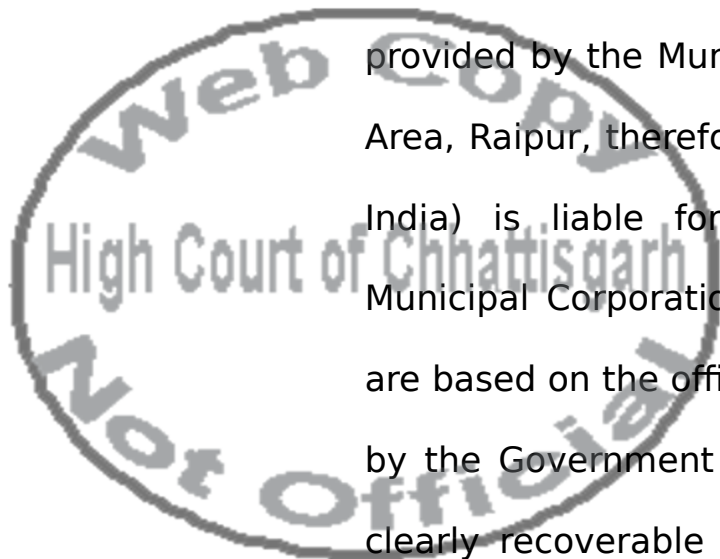 Web Copy
High Court of Chhattisgarh
Not Official
provided by the Mun
Area, Raipur, therefo
India) is liable for
Municipal Corporatio
are based on the offi
by the Government
clearly recoverable